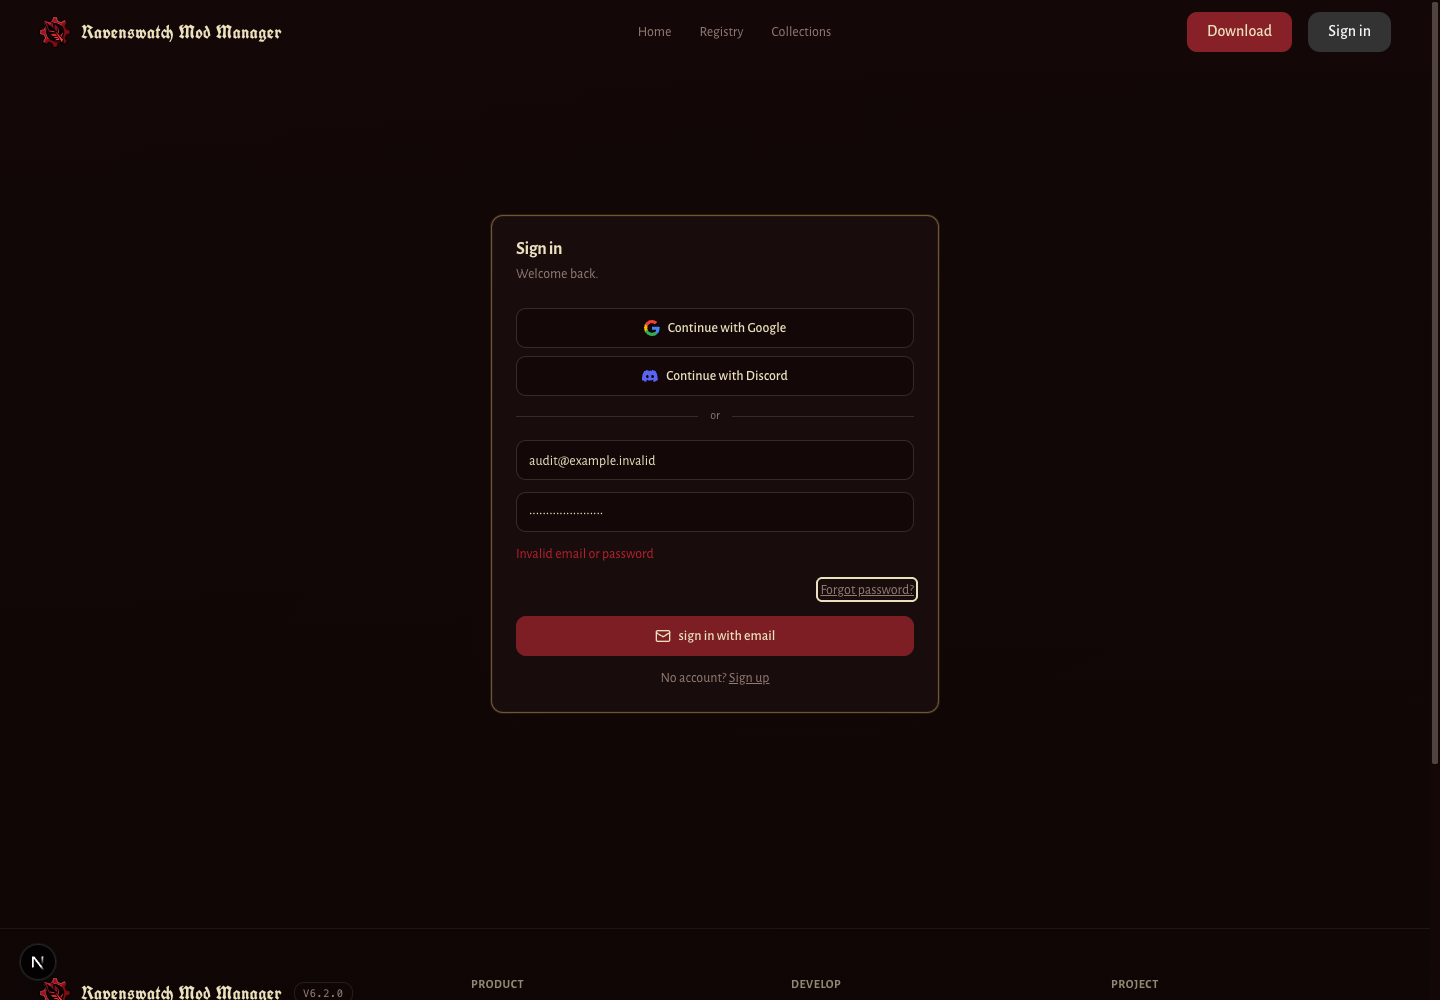 Ravenswatch Mod Manager
Home
Registry
Collections
Download
Sign in
Sign in
Welcome back.
Continue with Google
Continue with Discord
or
audit@example.invalid
Invalid email or password
Forgot password?
sign in with email
No account? Sign up
Ravenswatch Mod Manager
V6.2.0
PRODUCT
DEVELOP
PROJECT